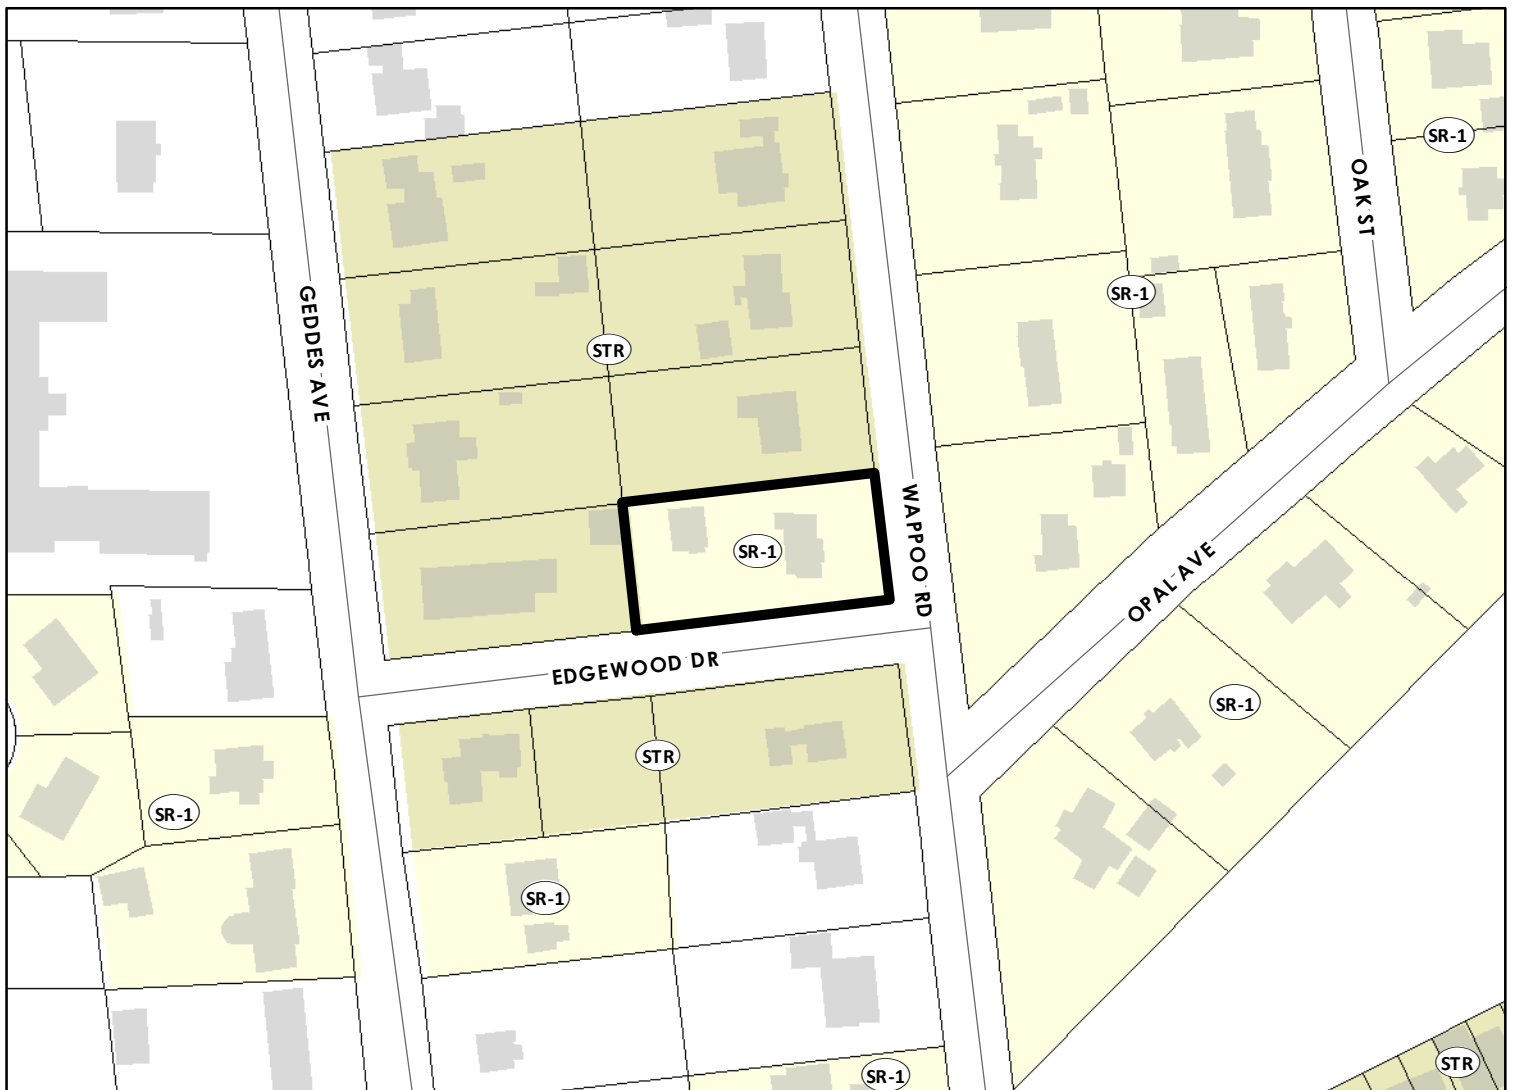 SR-1
OAK ST
SR-1
GEDDES AVE
STR
WAPPOO RD
SR-1
OPAL AVE
EDGEWOOD DR
SR-1
STR
SR-1
SR-1
STR
SR-1